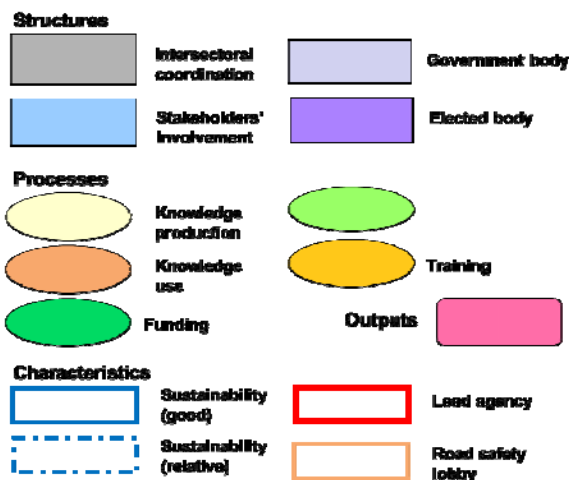 Structures
Intersectoral
coordination
Government body
Stakeholders'
Involvement
Elected body
Processes
Knowledge
production
Knowledge
use
Training
Funding
Outputs
Characteristics
Sustainability
(good)
Lead agency
Sustainability
(relative)
Road safety
lobby